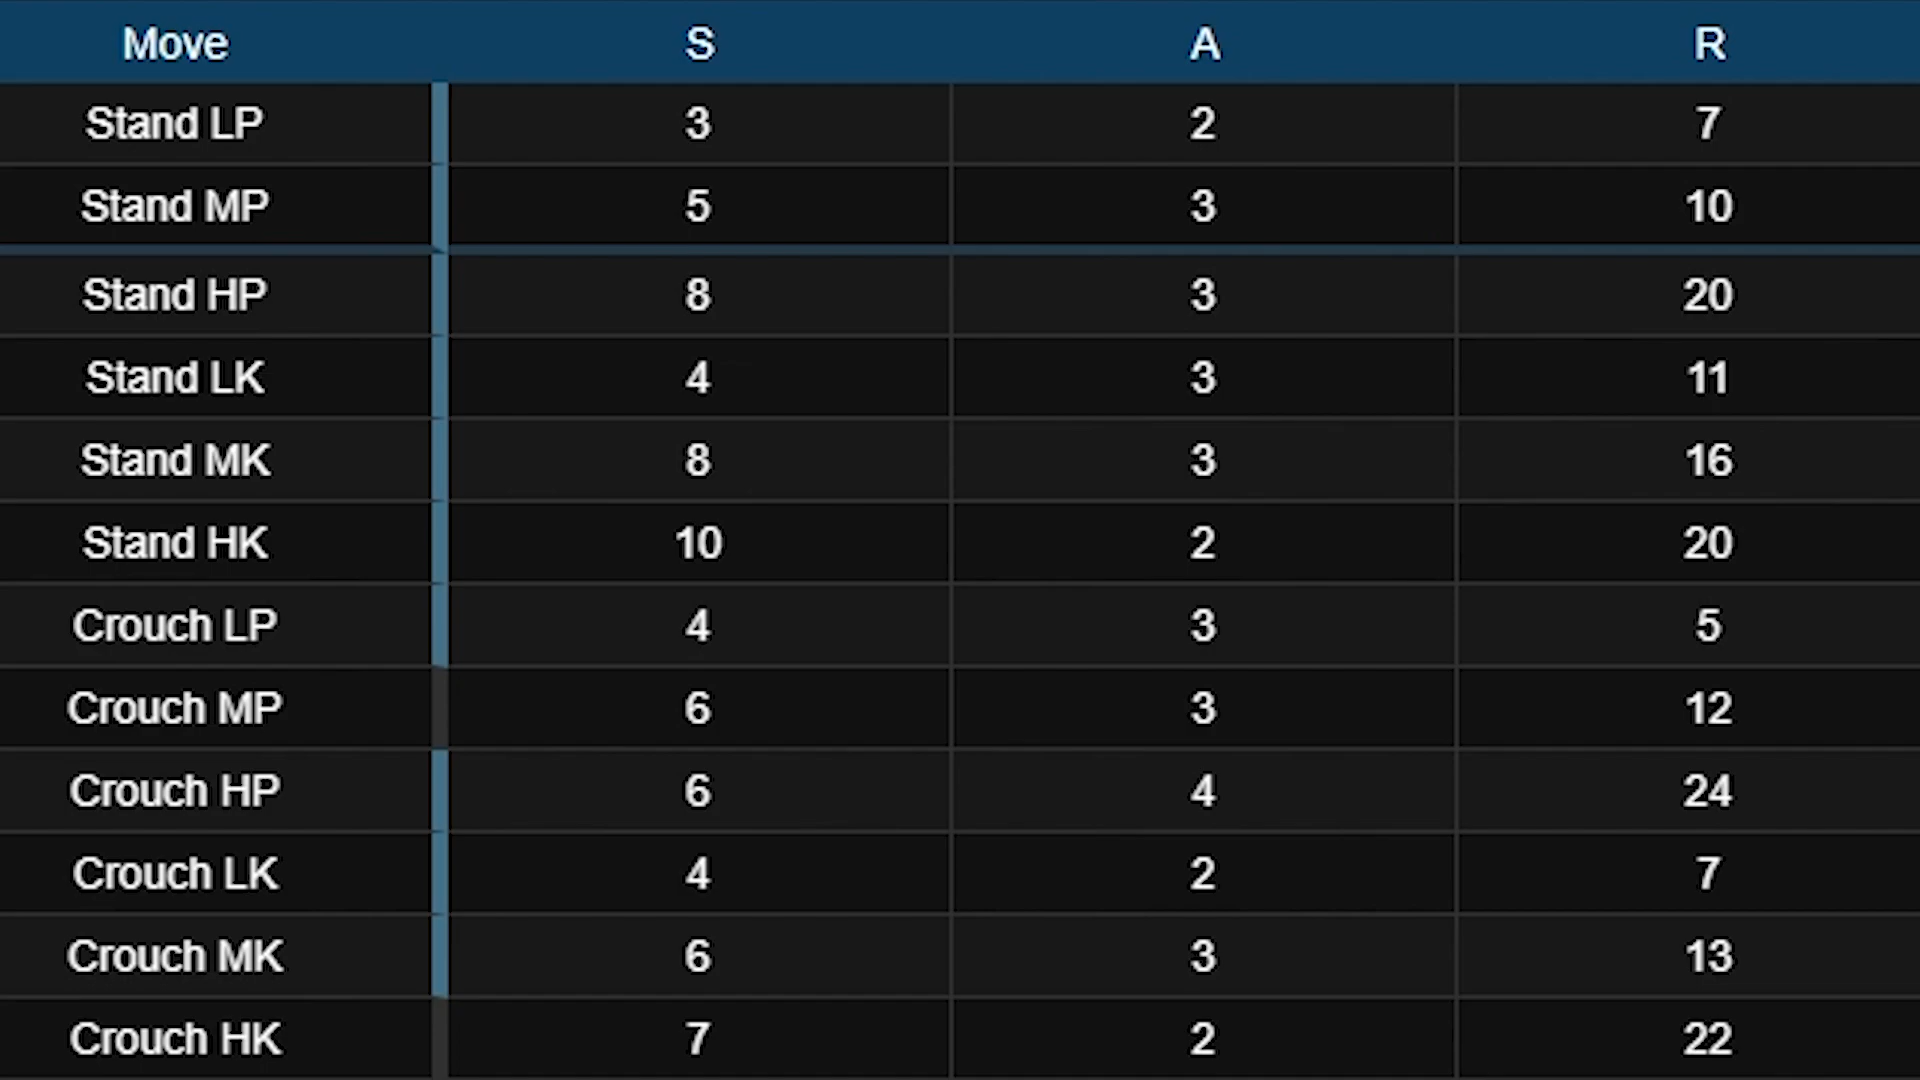 Move S A R
Stand LP 3 2 7
Stand MP 5 3 10
Stand HP 8 3 20
Stand LK 4 3 11
Stand MK 8 3 16
Stand HK 10 2 20
Crouch LP 4 3 5
Crouch MP 6 3 12
Crouch HP 6 4 24
Crouch LK 4 2 7
Crouch MK 6 3 13
Crouch HK 7 2 22